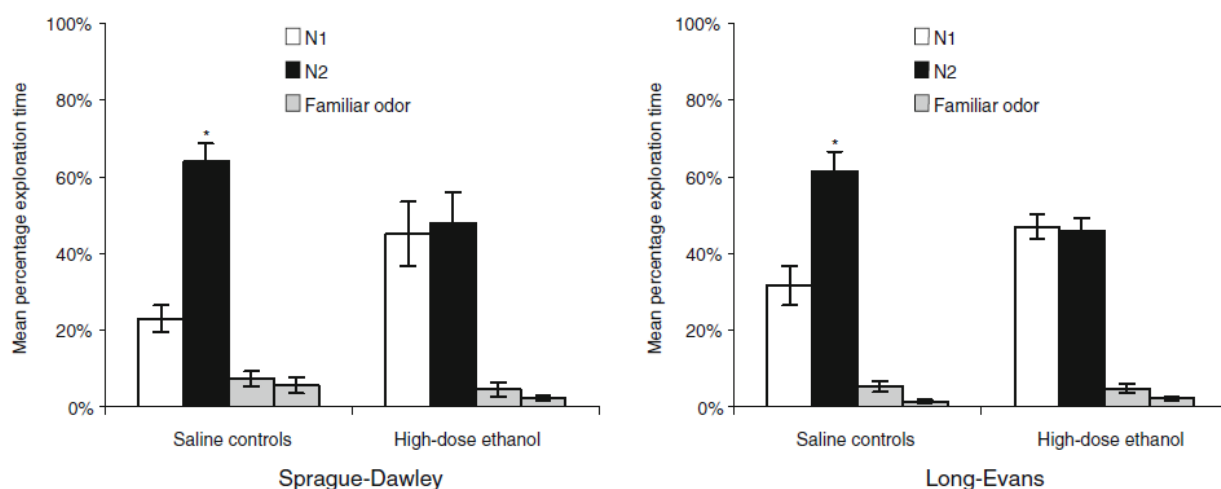 Mean percentage exploration time
100%
80%
60%
40%
20%
0%
N1
N2
Familiar odor
*
Saline controls
High-dose ethanol
Sprague-Dawley
Mean percentage exploration time
100%
80%
60%
40%
20%
0%
N1
N2
Familiar odor
*
Saline controls
High-dose ethanol
Long-Evans